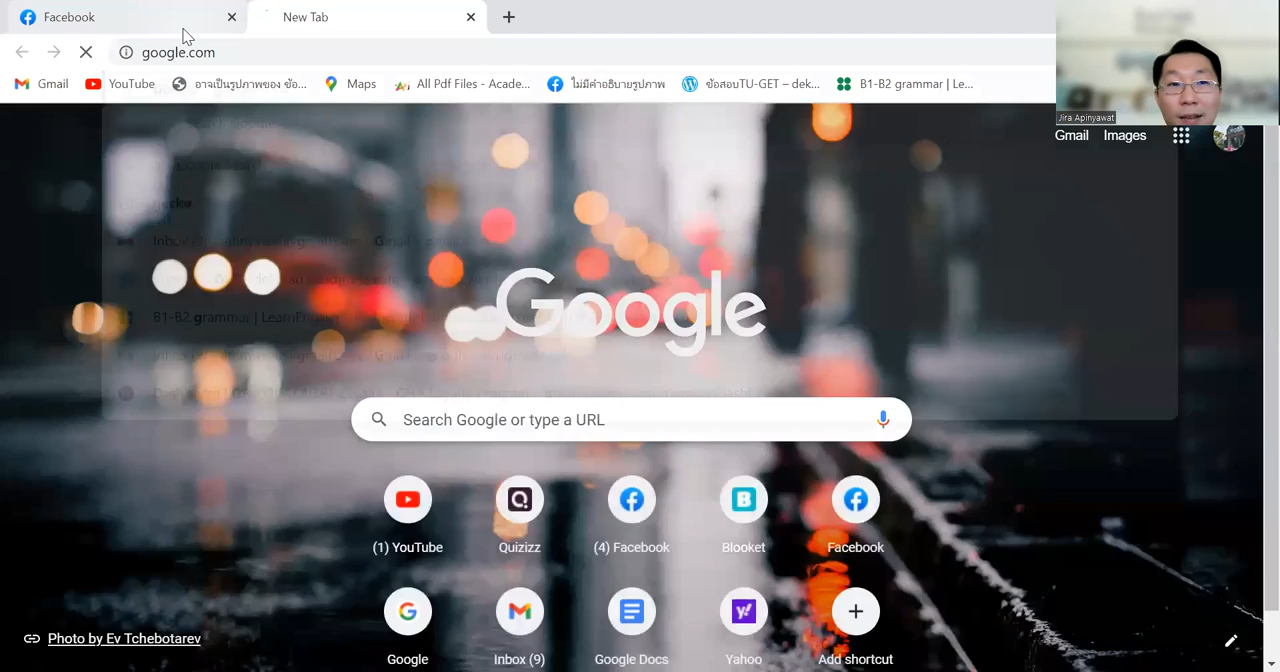 Facebook
New Tab
google.com
Gmail
YouTube
อาจเป็นรูปภาพของ ข้อ...
Maps
All Pdf Files - Acade...
ไม่มีคำอธิบายรูปภาพ
ข้อสอบTU-GET – dek...
B1-B2 grammar | Le...
Jira Apinyawat
Gmail
Images
Google
B1-B2 grammar |
Search Google or type a URL
(1) YouTube
Quizizz
(4) Facebook
Blooket
Facebook
Google
Inbox (9)
Google Docs
Yahoo
Add shortcut
Photo by Ev Tchebotarev